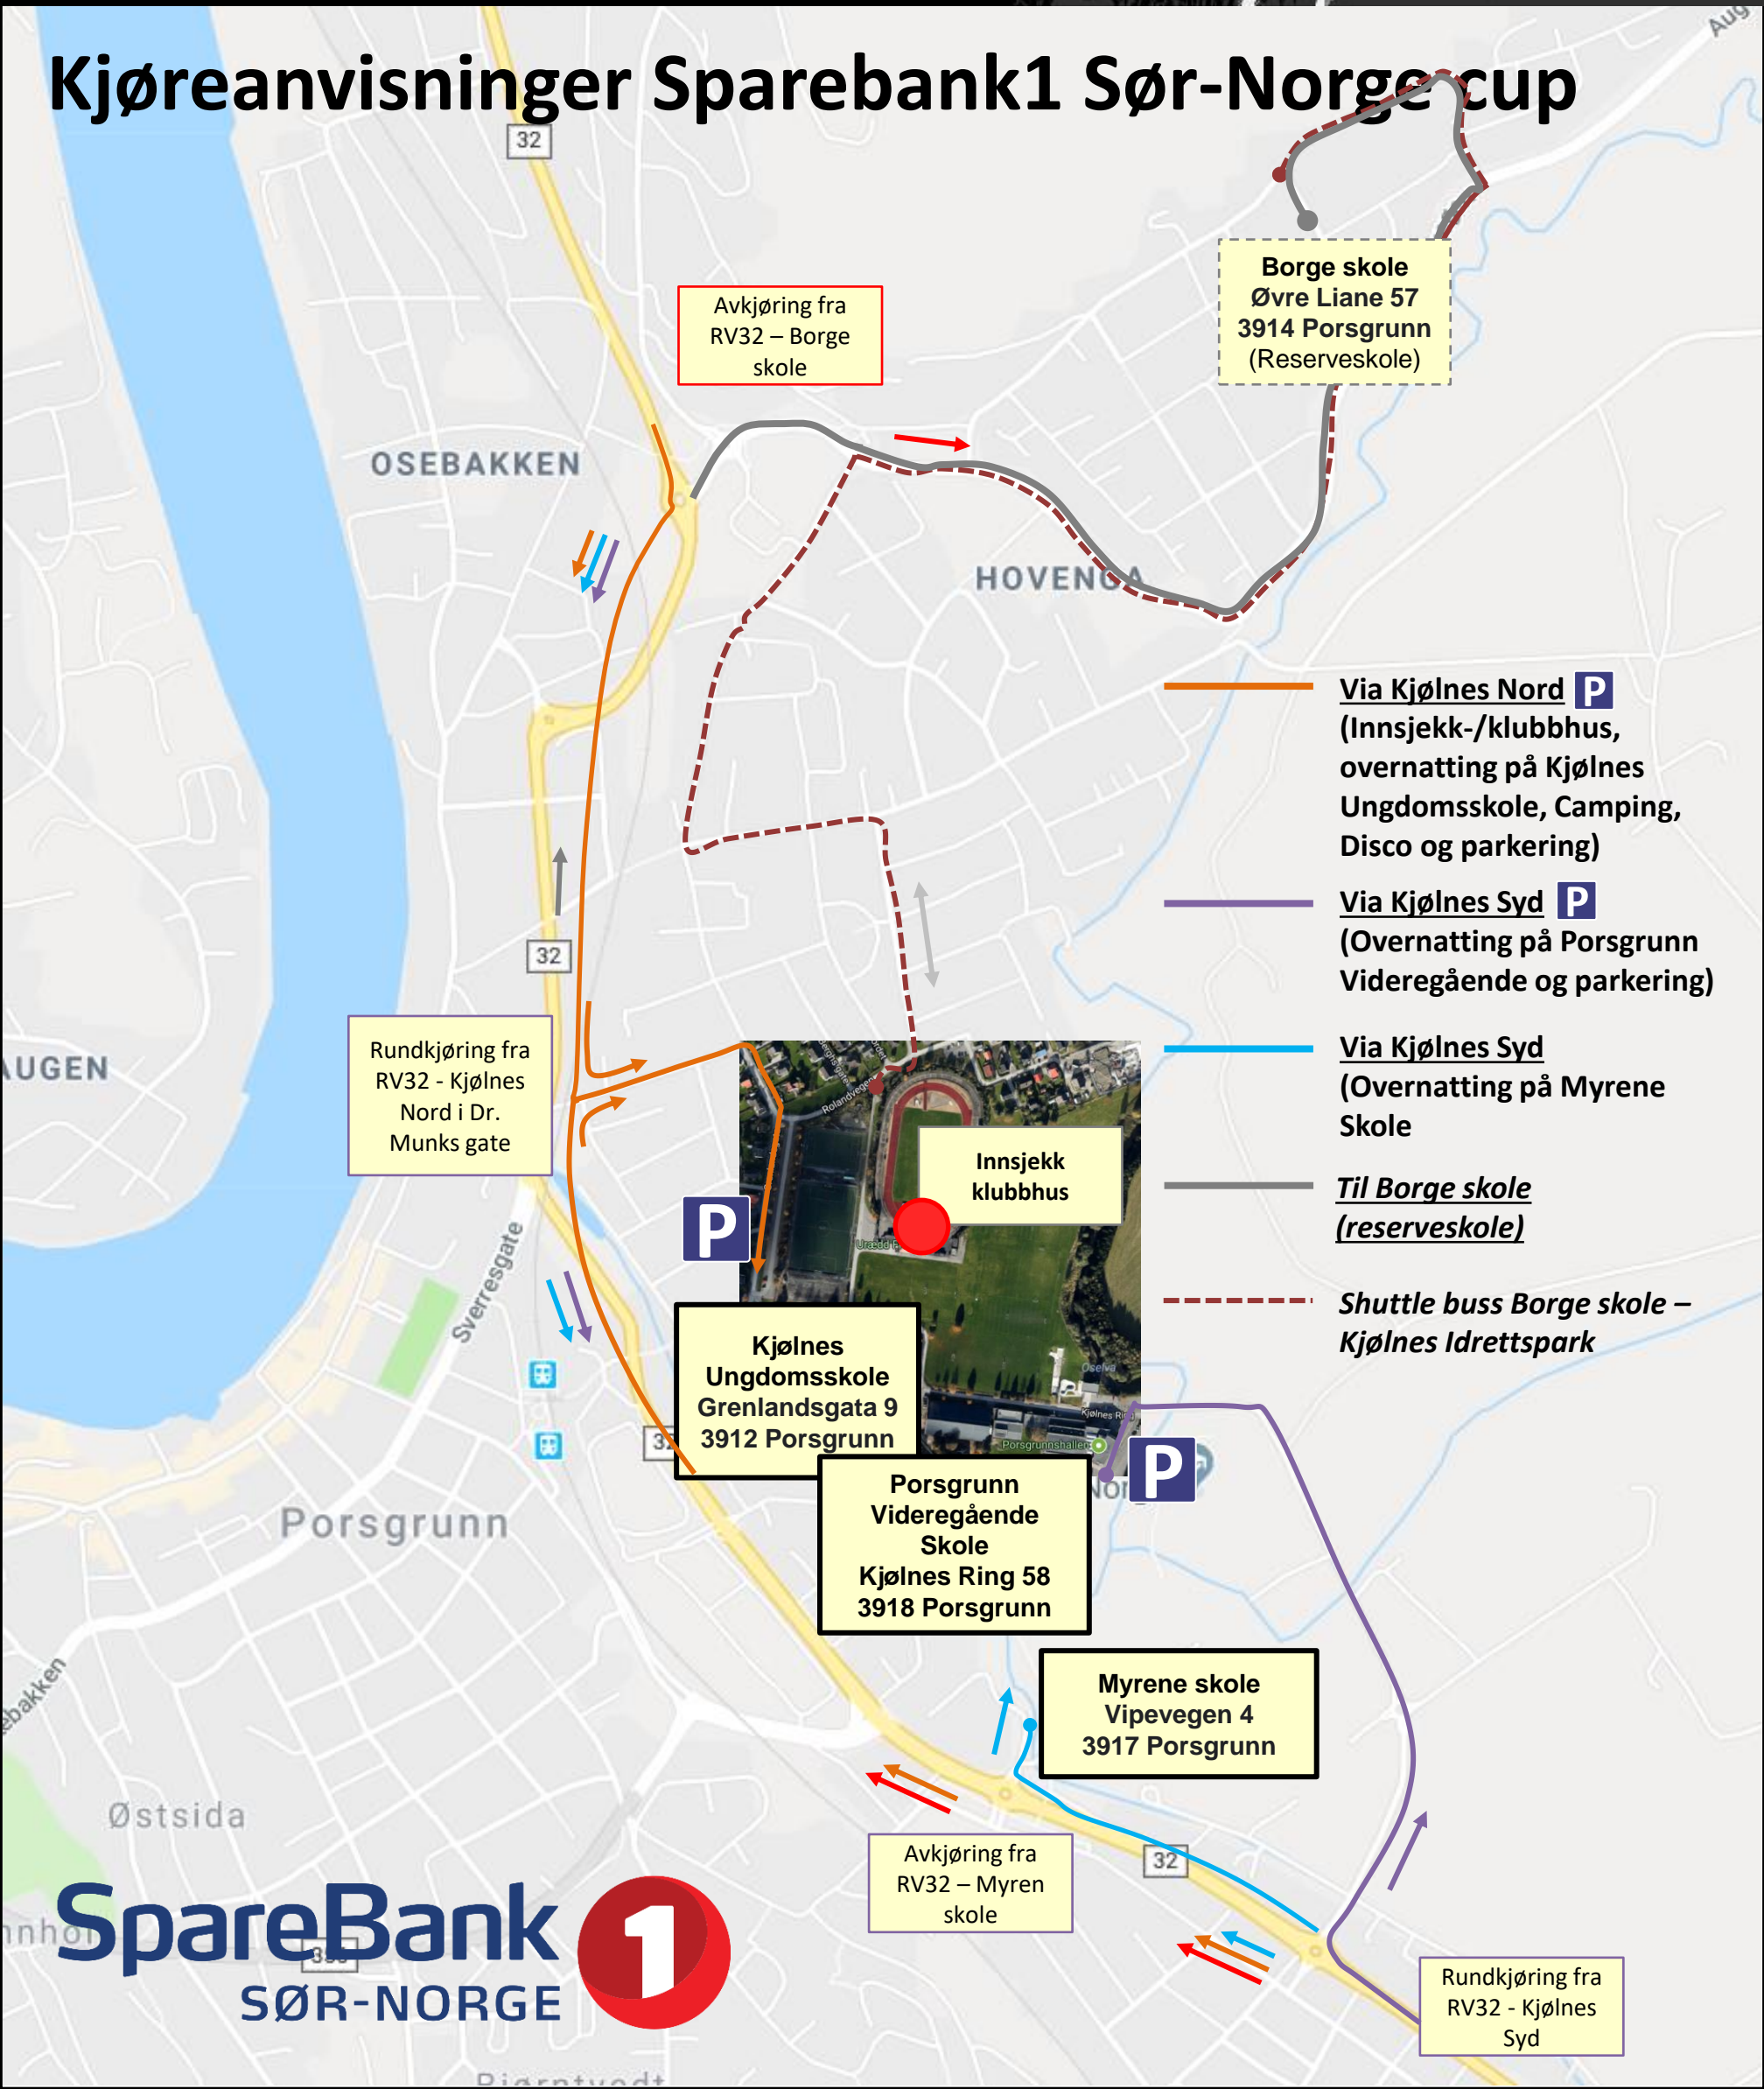 Kjøreanvisninger Sparebank1 Sør-Norge cup
32
Borge skole
Øvre Liane 57
3914 Porsgrunn
(Reserveskole)
Avkjøring fra
RV32 – Borge
skole
OSEBAKKEN
HOVENGA
Via Kjølnes Nord P
(Innsjekk-/klubbhus,
overnatting på Kjølnes
Ungdomsskole, Camping,
Disco og parkering)
Via Kjølnes Syd P
(Overnatting på Porsgrunn
Videregående og parkering)
Via Kjølnes Syd
(Overnatting på Myrene
Skole
Til Borge skole
(reserveskole)
Shuttle buss Borge skole –
Kjølnes Idrettspark
32
AUGEN
Rundkjøring fra
RV32 - Kjølnes
Nord i Dr.
Munks gate
Rolandvegen
Innsjekk
klubbhus
P
Sverresgate
Kjølnes
Ungdomsskole
Grenlandsgata 9
3912 Porsgrunn
Oselva
Kjølnes Ring
Porsgrunnshallen
P
Porsgrunn
Videregående
Skole
Kjølnes Ring 58
3918 Porsgrunn
Porsgrunn
Myrene skole
Vipevegen 4
3917 Porsgrunn
Østsida
Avkjøring fra
RV32 – Myren
skole
32
SpareBank 1
SØR-NORGE
Rundkjøring fra
RV32 - Kjølnes
Syd